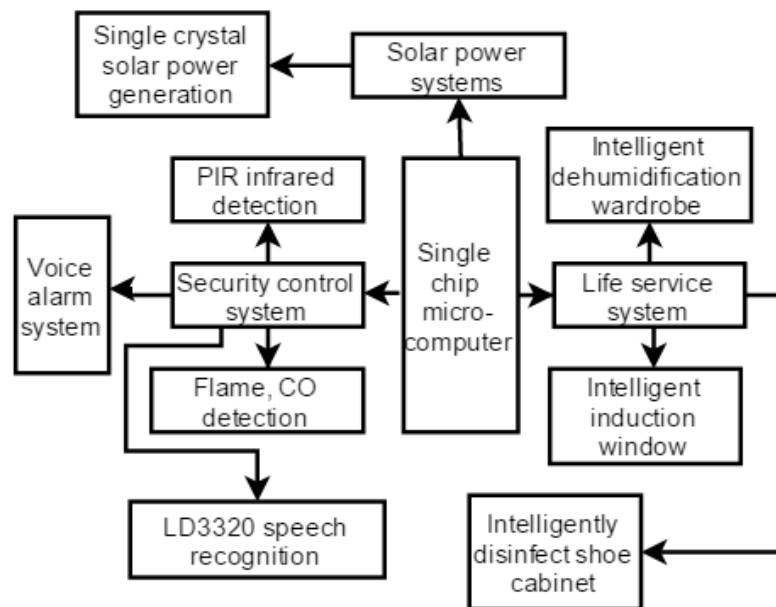 Single crystal
solar power
generation
Solar power
systems
PIR infrared
detection
Intelligent
dehumidification
wardrobe
Voice
alarm
system
Security control
system
Single
chip
micro-
computer
Life service
system
Flame, CO
detection
Intelligent
induction
window
LD3320 speech
recognition
Intelligently
disinfect shoe
cabinet